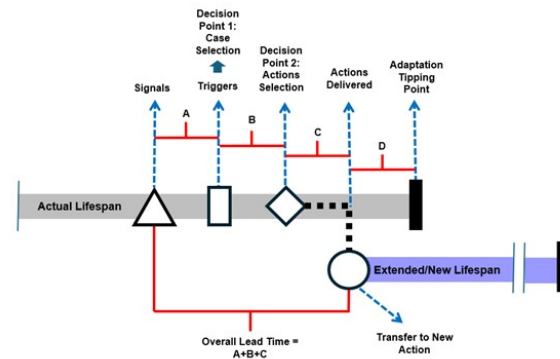 Decision
Point 1:
Case
Selection
Decision
Point 2:
Actions
Selection
Actions
Delivered
Adaptation
Tipping
Point
Signals
Triggers
A
B
C
D
Actual Lifespan
Extended/New Lifespan
Overall Lead Time =
A+B+C
Transfer to New
Action